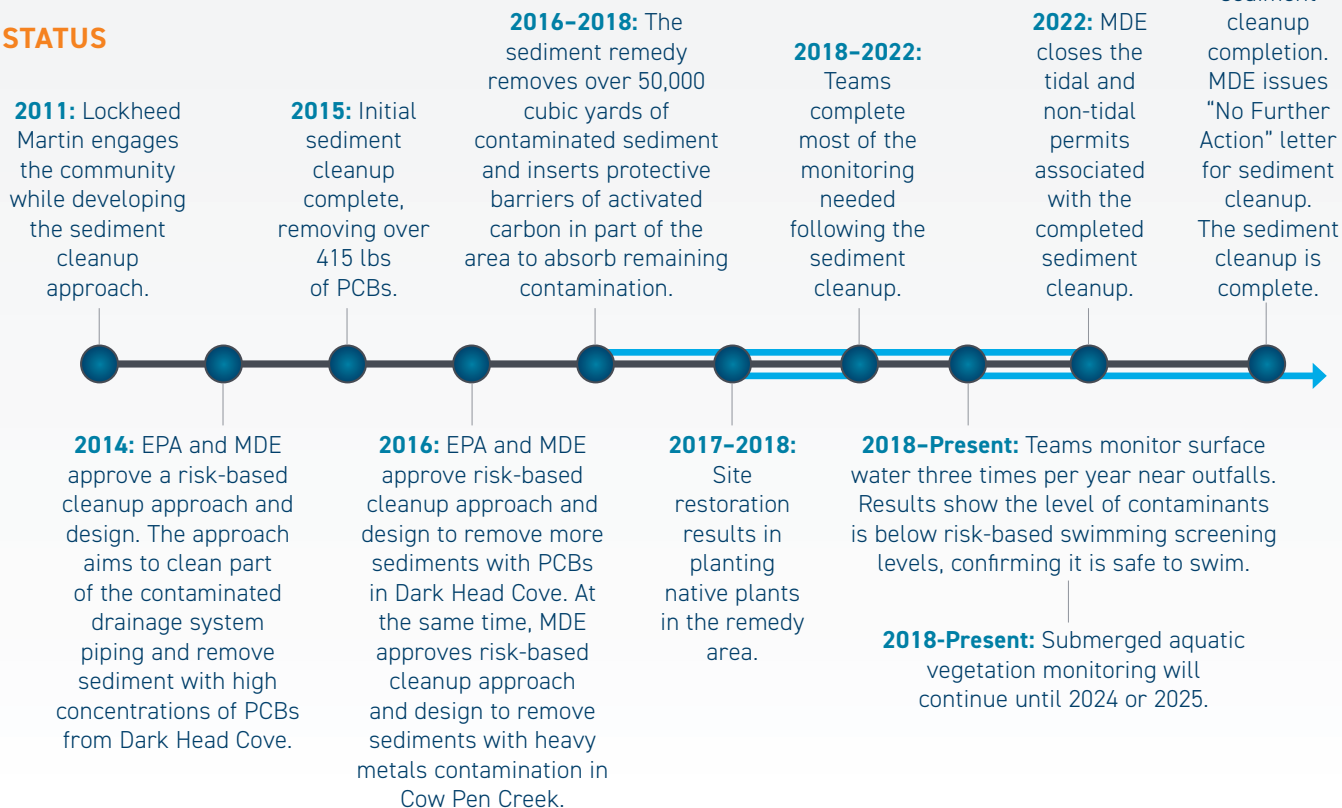 STATUS
2011: Lockheed
Martin engages
the community
while developing
the sediment
cleanup
approach.
2014: EPA and MDE
approve a risk-based
cleanup approach and
design. The approach
aims to clean part
of the contaminated
drainage system
piping and remove
sediment with high
concentrations of PCBs
from Dark Head Cove.
2015: Initial
sediment
cleanup
complete,
removing over
415 lbs
of PCBs.
2016: EPA and MDE
approve risk-based
cleanup approach and
design to remove more
sediments with PCBs
in Dark Head Cove. At
the same time, MDE
approves risk-based
cleanup approach
and design to remove
sediments with heavy
metals contamination in
Cow Pen Creek.
2016–2018: The
sediment remedy
removes over 50,000
cubic yards of
contaminated sediment
and inserts protective
barriers of activated
carbon in part of the
area to absorb remaining
contamination.
2017–2018:
Site
restoration
results in
planting
native plants
in the remedy
area.
2018–2022:
Teams
complete
most of the
monitoring
needed
following the
sediment
cleanup.
2018–Present: Teams monitor surface
water three times per year near outfalls.
Results show the level of contaminants
is below risk-based swimming screening
levels, confirming it is safe to swim.
2018-Present: Submerged aquatic
vegetation monitoring will
continue until 2024 or 2025.
2022: MDE
closes the
tidal and
non-tidal
permits
associated
with the
completed
sediment
cleanup.
sediment
cleanup
completion.
MDE issues
"No Further
Action" letter
for sediment
cleanup.
The sediment
cleanup is
complete.